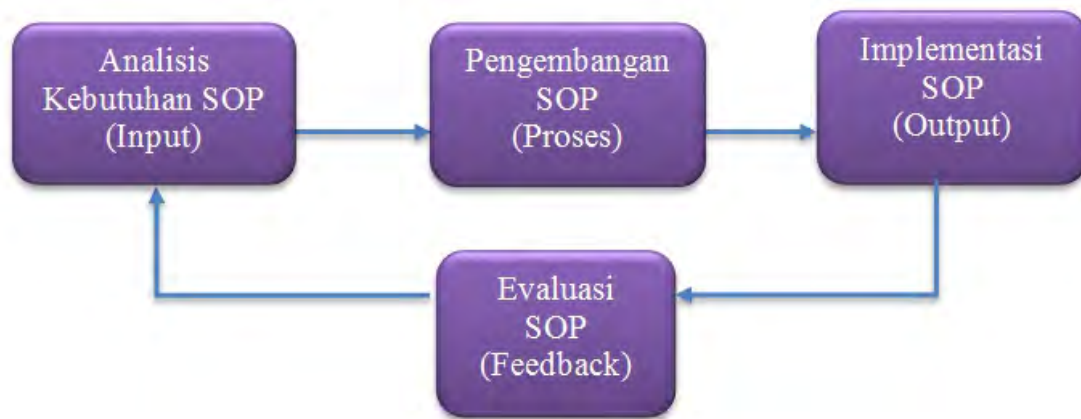 Analisis
Kebutuhan SOP
(Input)
Pengembangan
SOP
(Proses)
Implementasi
SOP
(Output)
Evaluasi
SOP
(Feedback)